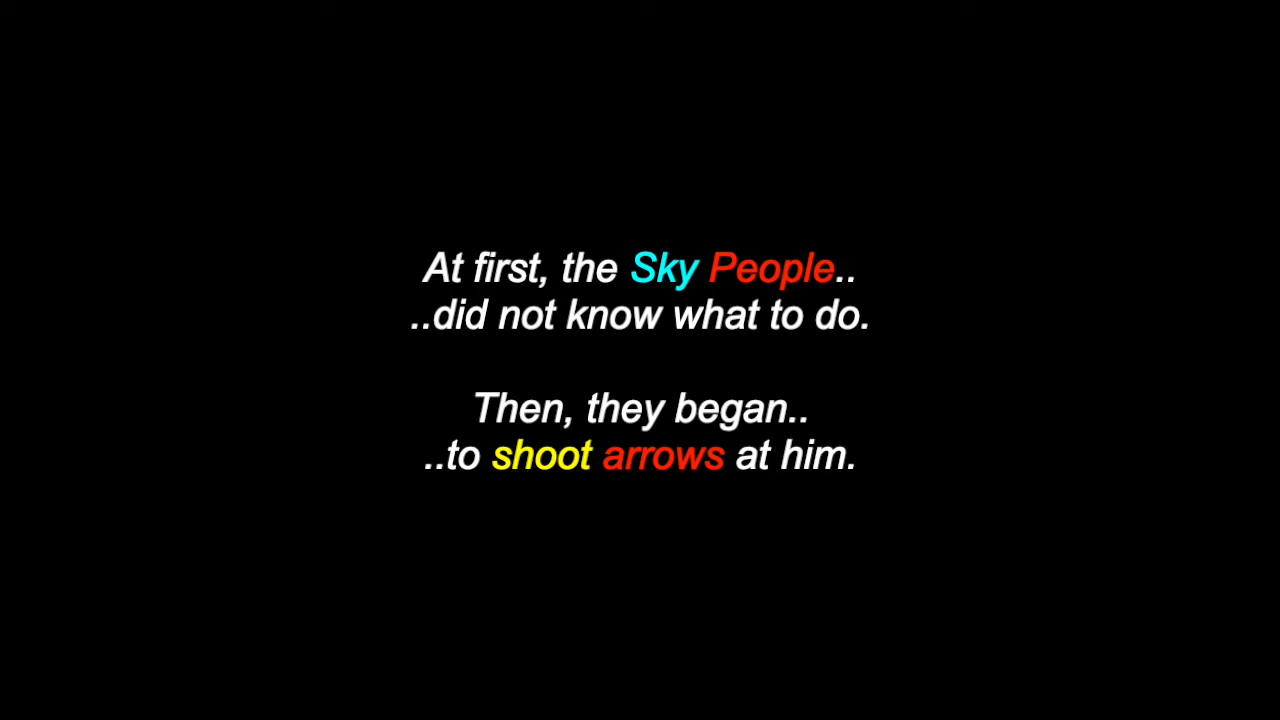 At first, the Sky People..
..did not know what to do.
Then, they began..
..to shoot arrows at him.